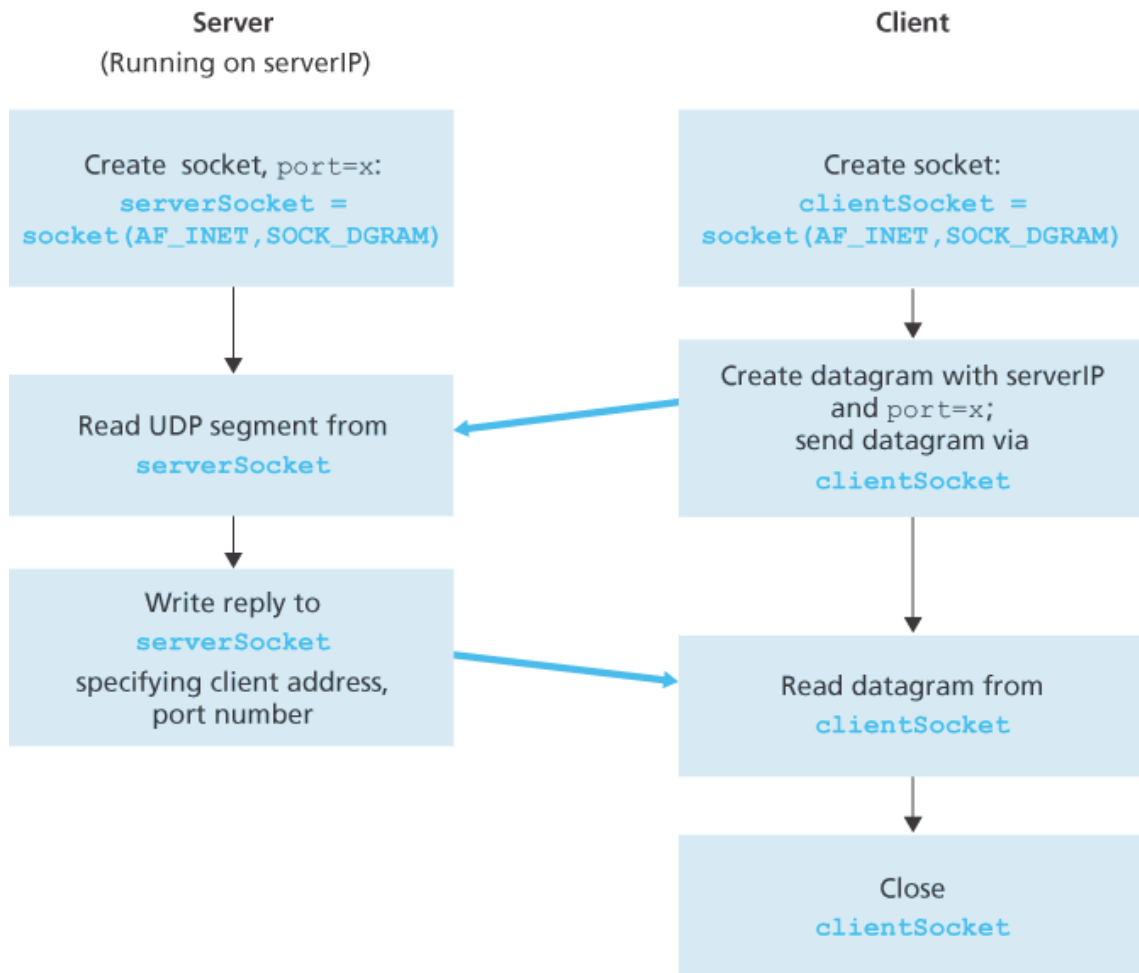 Server
(Running on serverIP)
Create socket, port=x:
serverSocket =
socket(AF_INET,SOCK_DGRAM)
Read UDP segment from
serverSocket
Write reply to
serverSocket
specifying client address,
port number
Client
Create socket:
clientSocket =
socket(AF_INET,SOCK_DGRAM)
Create datagram with serverIP
and port=x;
send datagram via
clientSocket
Read datagram from
clientSocket
Close
clientSocket